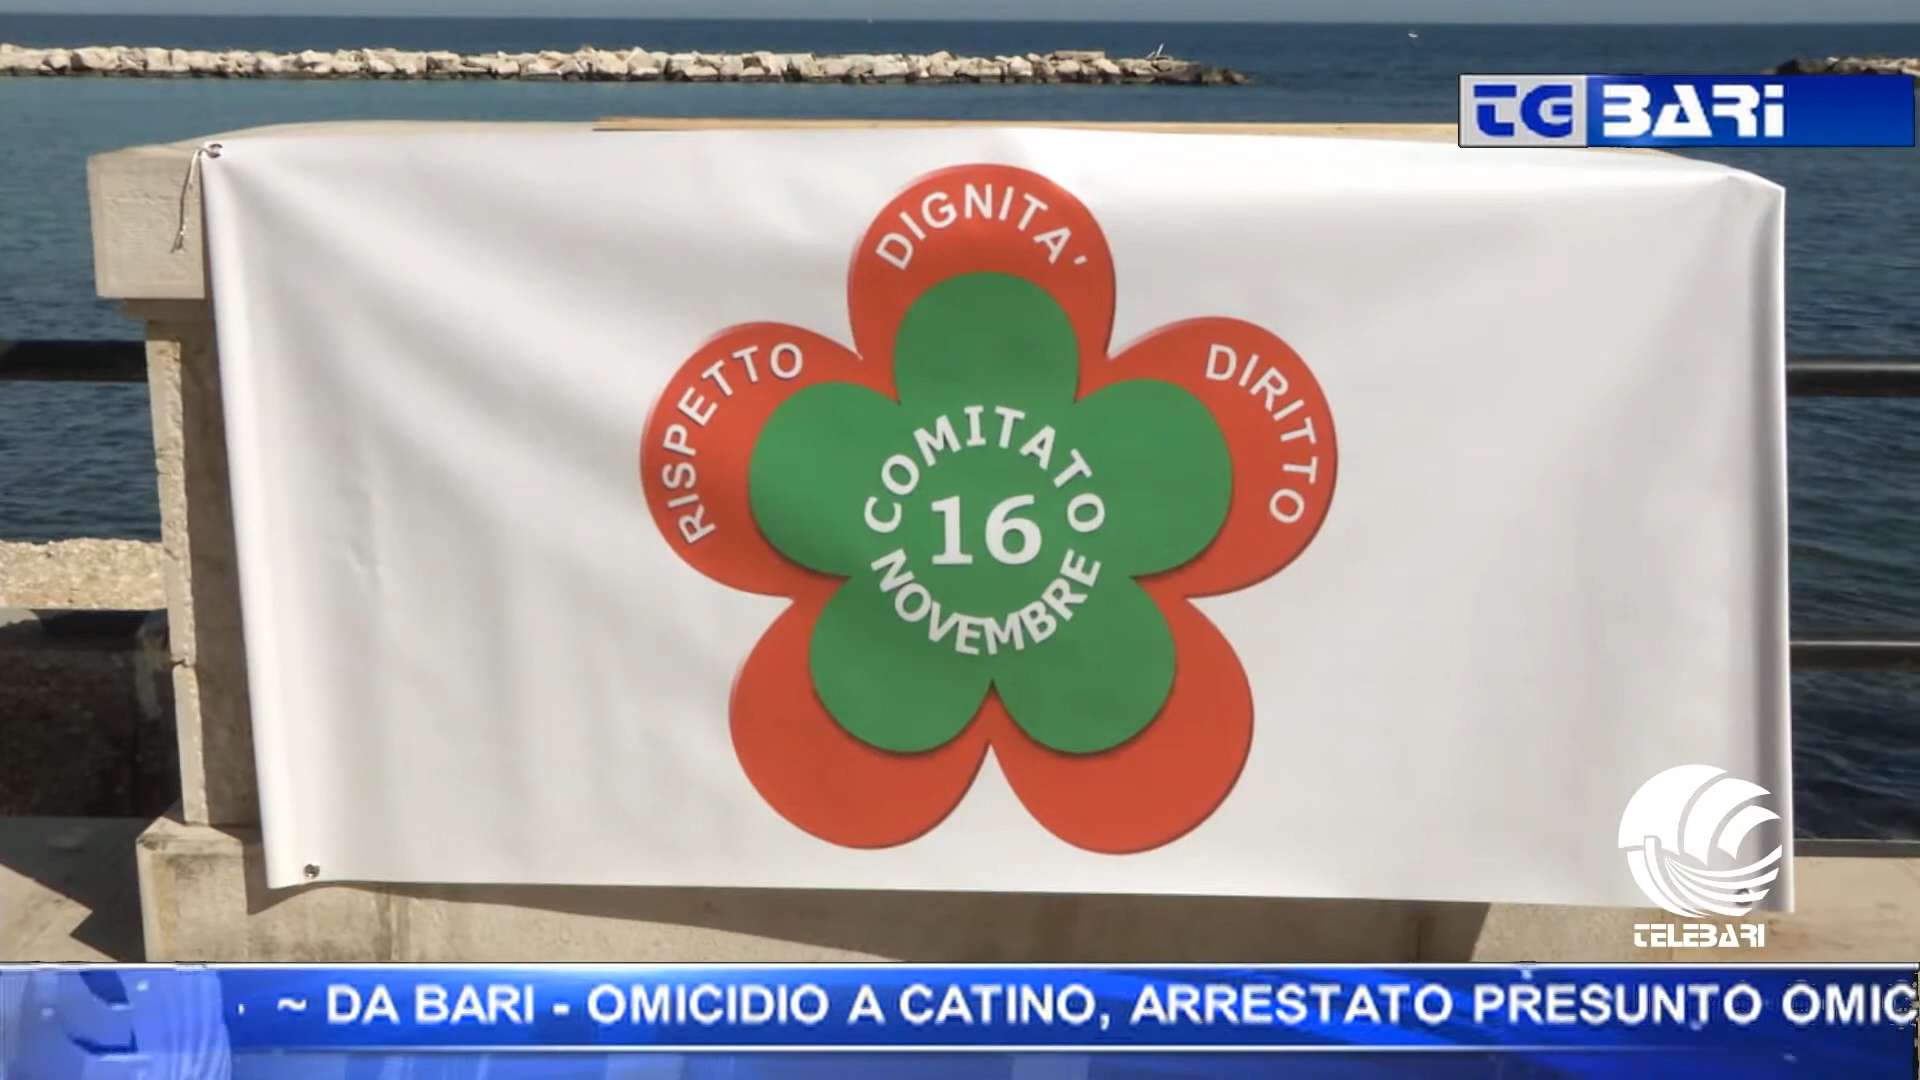 TG BARI
DIGNITA'
RISPETTO
DIRITTO
COMITATO
16
NOVEMBRE
TELEBARI
~ DA BARI - OMICIDIO A CATINO, ARRESTATO PRESUNTO OMIC